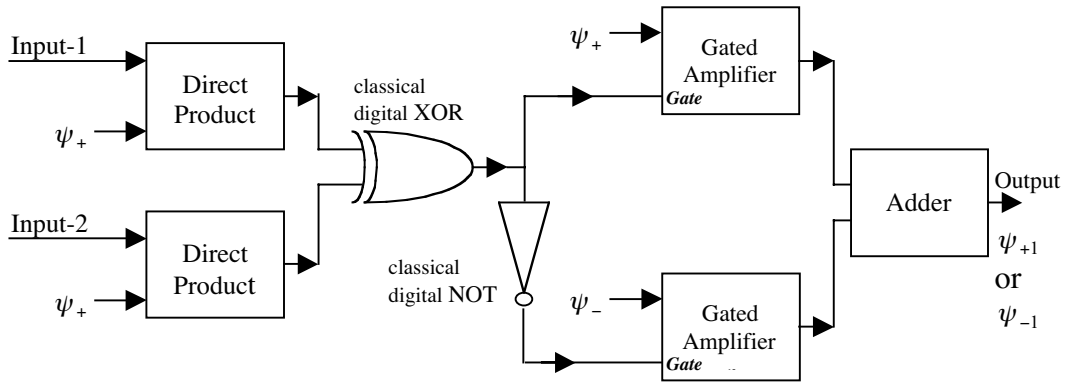 Input-1
Direct
Product
ψ+
classical
digital XOR
ψ+
Gated
Amplifier
Gate
Input-2
Direct
Product
ψ+
classical
digital NOT
ψ−
Gated
Amplifier
Gate
Adder
Output
ψ+1
or
ψ−1